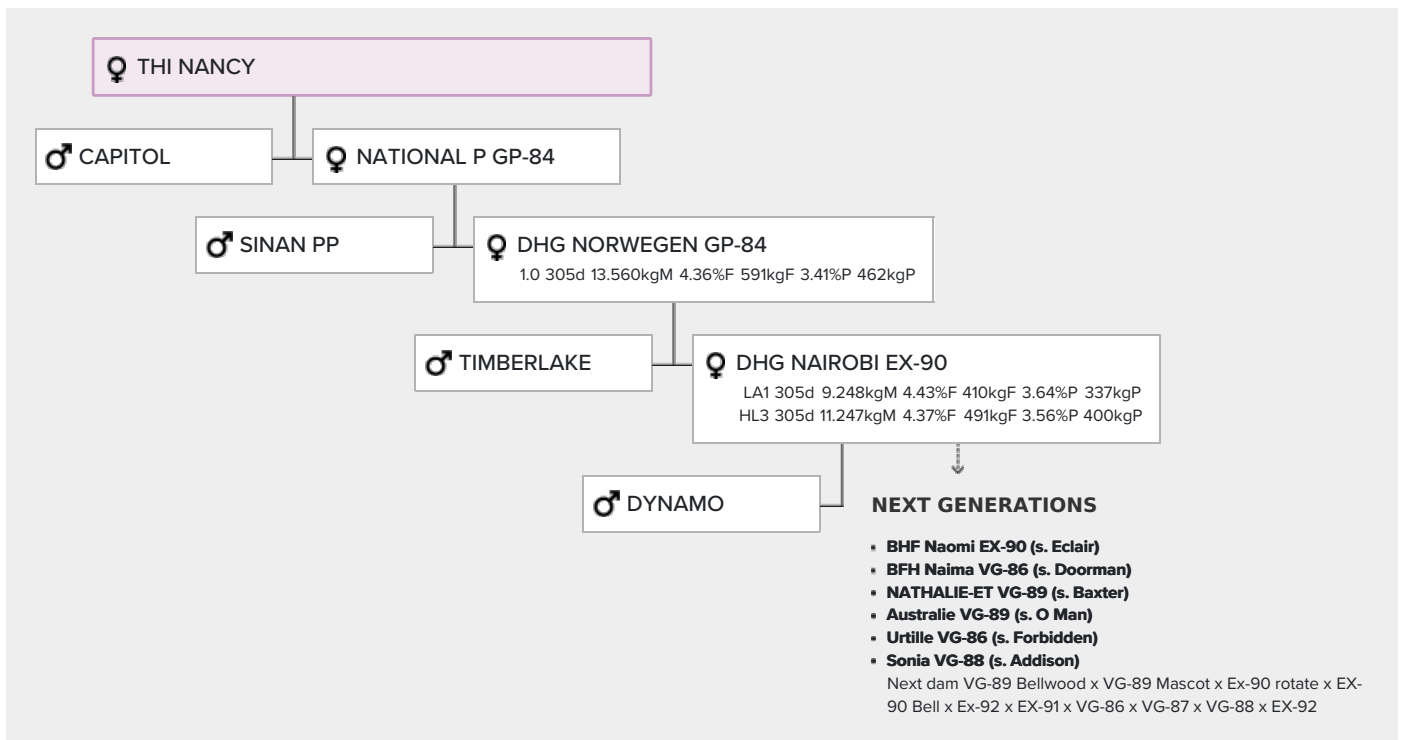 THI NANCY
CAPITOL
NATIONAL P GP-84
SINAN PP
DHG NORWEGEN GP-84
1.0 305d 13.560kgM 4.36%F 591kgF 3.41%P 462kgP
TIMBERLAKE
DHG NAIROBI EX-90
LA1 305d 9.248kgM 4.43%F 410kgF 3.64%P 337kgP
HL3 305d 11.247kgM 4.37%F 491kgF 3.56%P 400kgP
DYNAMO
NEXT GENERATIONS
BHF Naomi EX-90 (s. Eclair)
BFH Naima VG-86 (s. Doorman)
NATHALIE-ET VG-89 (s. Baxter)
Australie VG-89 (s. O Man)
Urtille VG-86 (s. Forbidden)
Sonia VG-88 (s. Addison)
Next dam VG-89 Bellwood x VG-89 Mascot x Ex-90 rotate x EX-
90 Bell x Ex-92 x EX-91 x VG-86 x VG-87 x VG-88 x EX-92